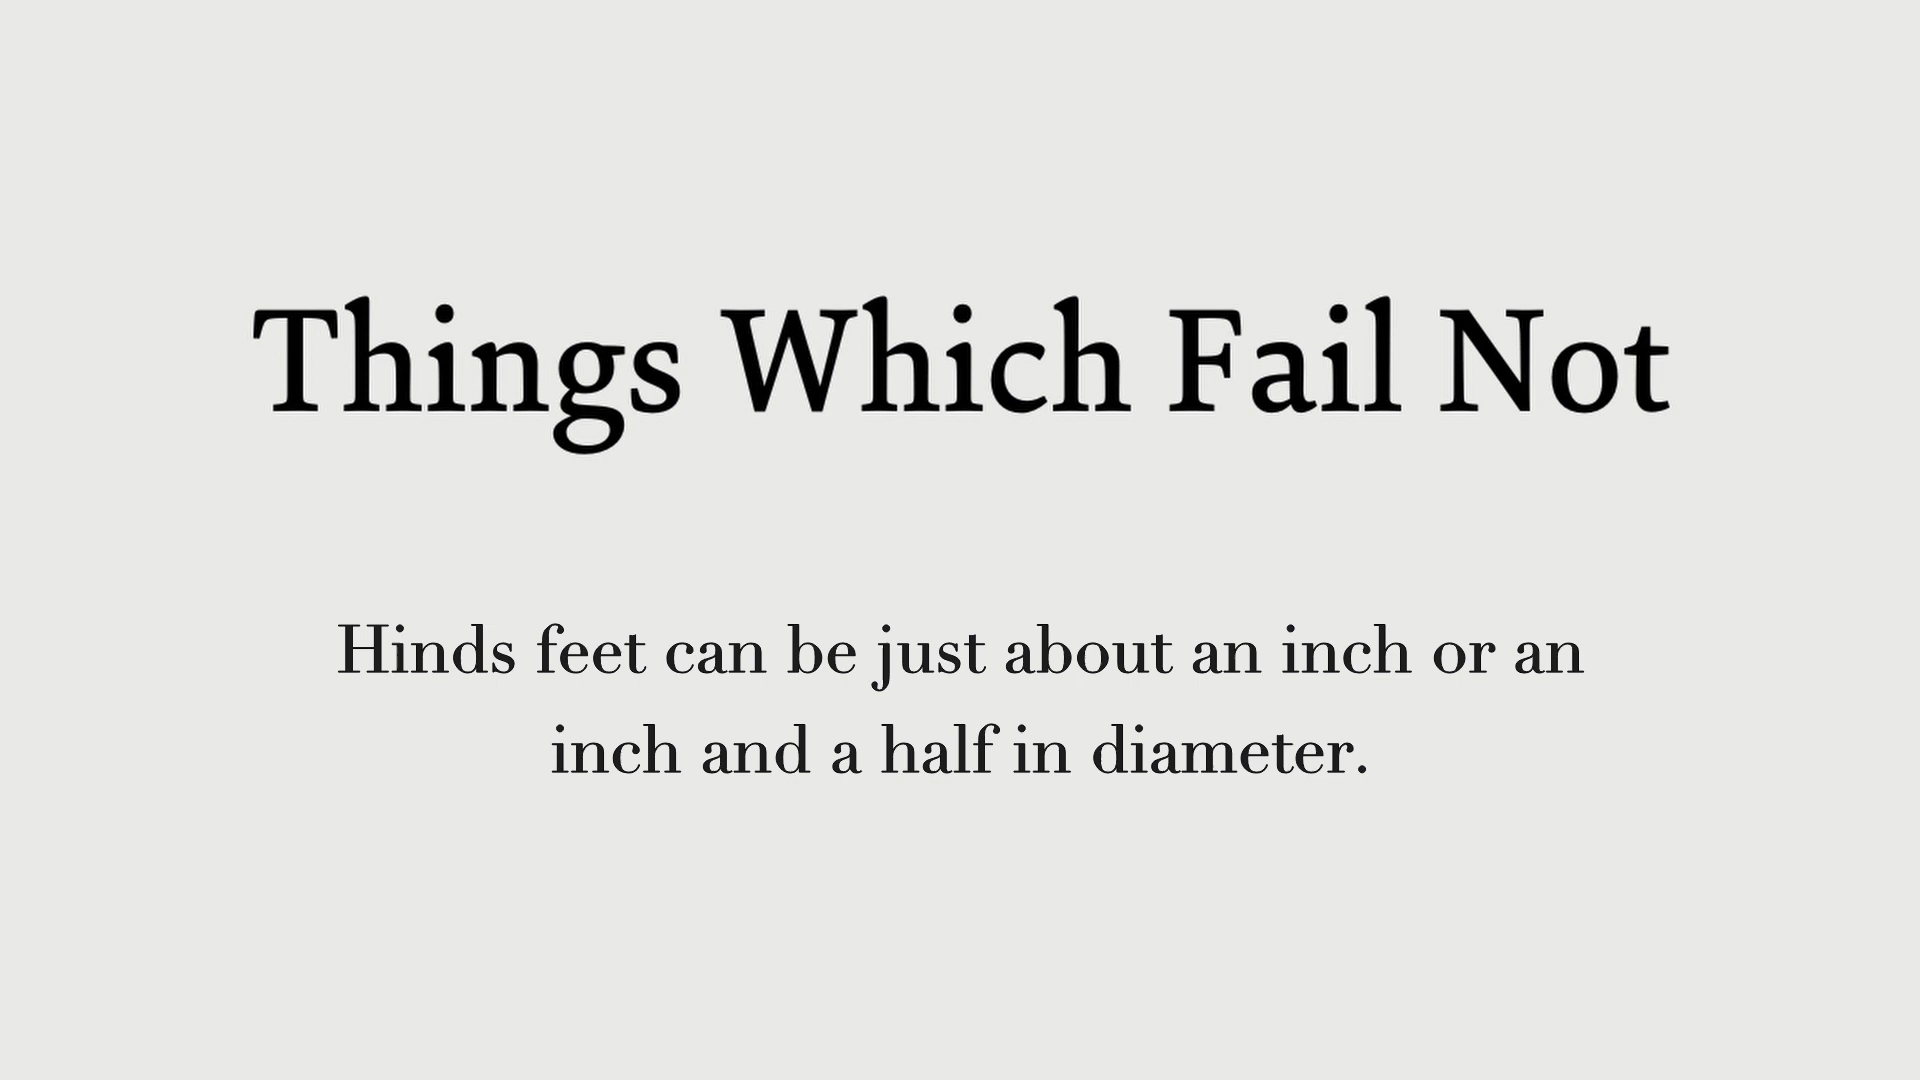 Things Which Fail Not
Hinds feet can be just about an inch or an
inch and a half in diameter.